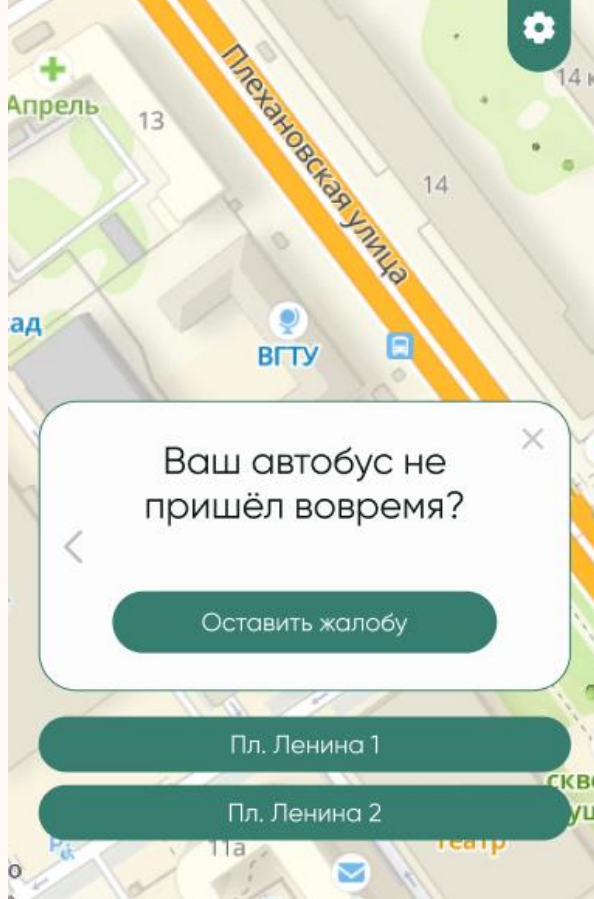 Плехановская улица
Апрель
13
14
14 к
ВГТУ
ад
Ваш автобус не
пришёл вовремя?
Оставить жалобу
Пл. Ленина 1
Пл. Ленина 2
скв
11а
театр
о